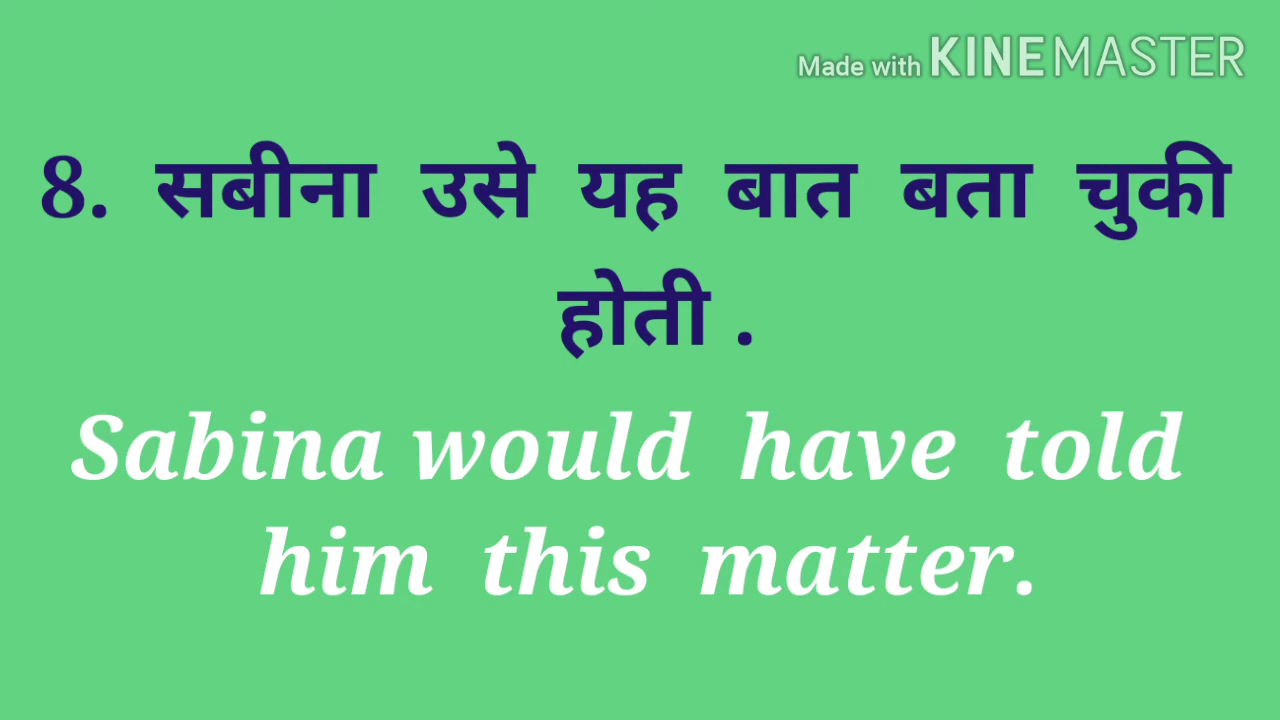 Made with KINEMASTER
8. सबीना उसे यह बात बता चुकी
होती .
Sabina would have told
him this matter.